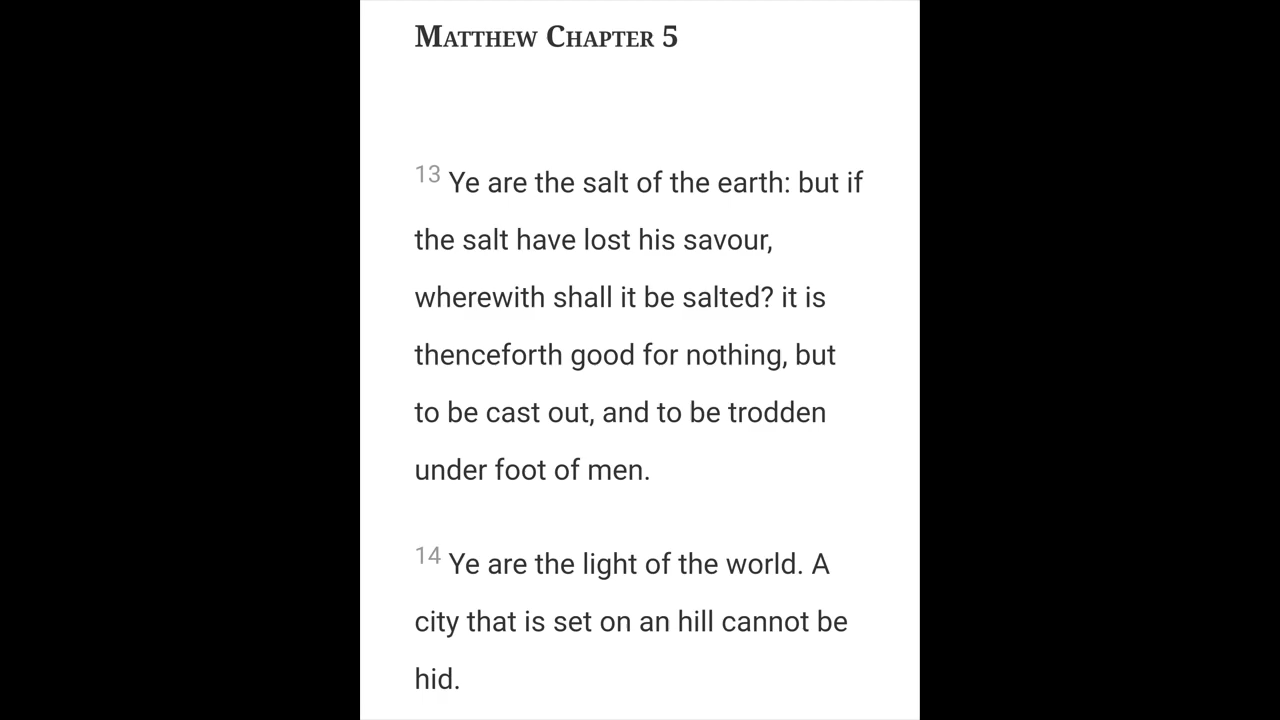 Matthew Chapter 5
13 Ye are the salt of the earth: but if
the salt have lost his savour,
wherewith shall it be salted? it is
thenceforth good for nothing, but
to be cast out, and to be trodden
under foot of men.
14 Ye are the light of the world. A
city that is set on an hill cannot be
hid.